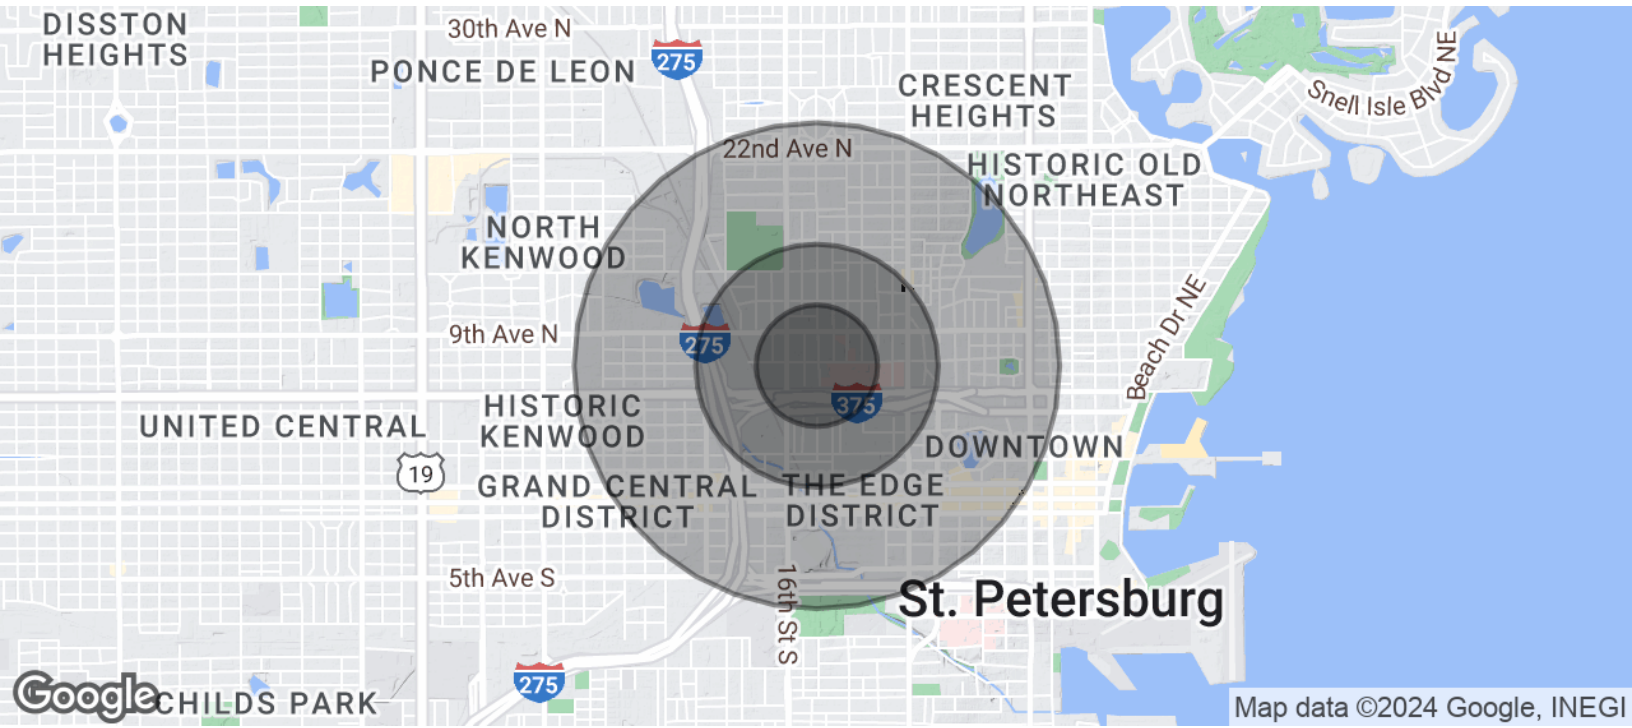 DISSTON
HEIGHTS
30th Ave N
PONCE DE LEON
275
CRESCENT
HEIGHTS
Snell Isle Blvd NE
22nd Ave N
HISTORIC OLD
NORTHEAST
NORTH
KENWOOD
9th Ave N
275
Beach Dr NE
375
HISTORIC
KENWOOD
UNITED CENTRAL
DOWNTOWN
19
GRAND CENTRAL
DISTRICT
THE EDGE
DISTRICT
5th Ave S
16th St S
St. Petersburg
275
Google
CHILDS PARK
Map data ©2024 Google, INEGI